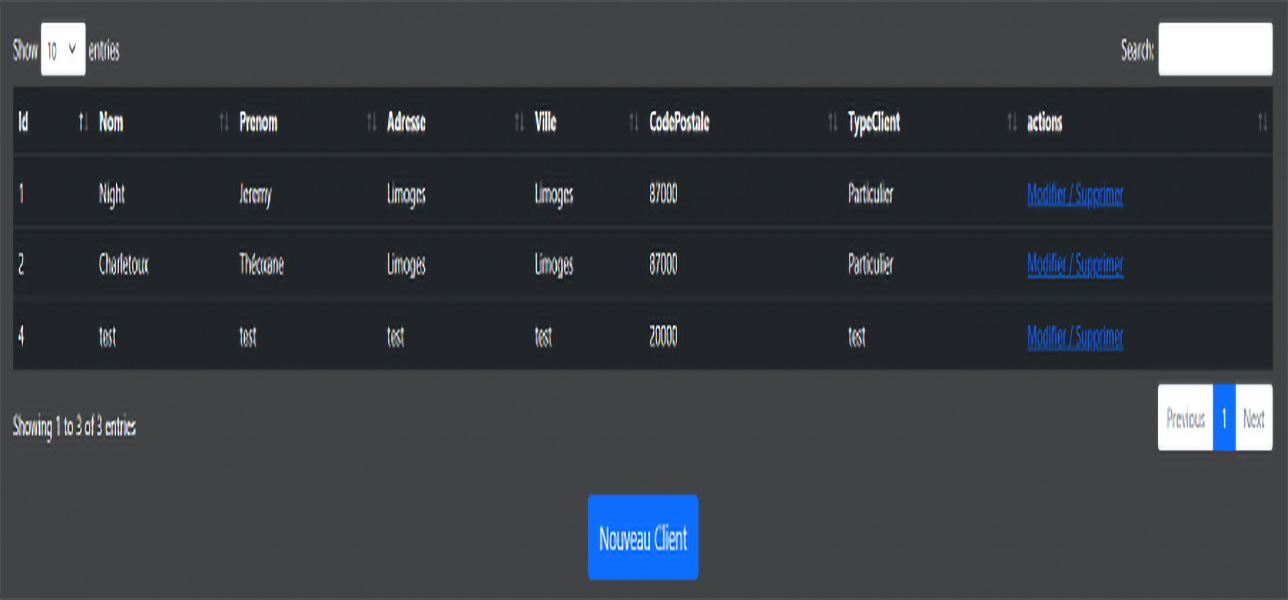 Show 10 entries Search:
Id Nom Prenom Adresse Ville CodePostale TypeClient actions
1 Night Jeremy Limoges Limoges 87000 Particulier Modifier / Supprimer
2 Charletoux Théoxane Limoges Limoges 87000 Particulier Modifier / Supprimer
4 test test test test 20000 test Modifier / Supprimer
Showing 1 to 3 of 3 entries Previous 1 Next
Nouveau Client